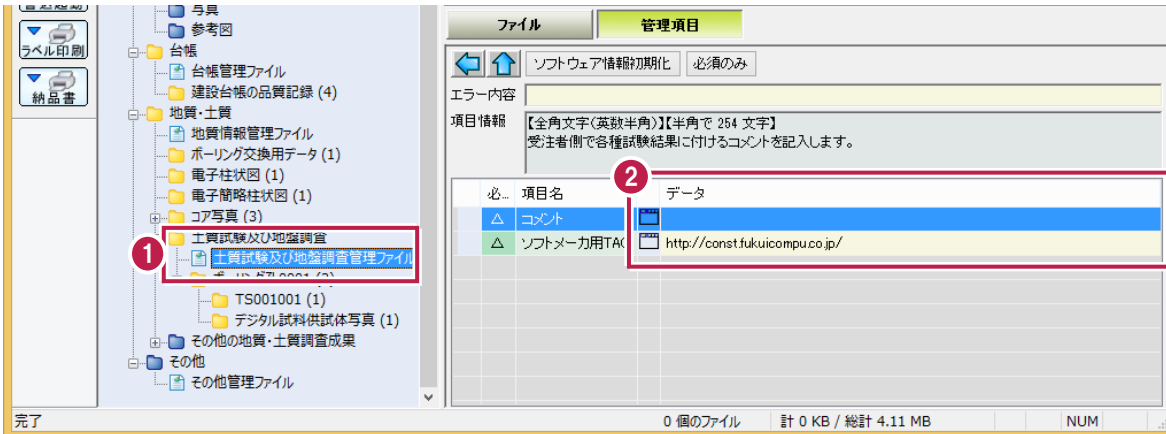 写真
参考図
台帳
台帳管理ファイル
建設台帳の品質記録 (4)
地質・土質
地質情報管理ファイル
ボーリング交換用データ (1)
電子柱状図 (1)
電子簡略柱状図 (1)
コア写真 (3)
土質試験及び地盤調査
土質試験及び地盤調査管理ファイル
TS001001 (1)
デジタル試料供試体写真 (1)
その他の地質・土質調査成果
その他
その他管理ファイル
ラベル印刷
納品書
1
ファイル
管理項目
ソフトウェア情報初期化
必須のみ
エラー内容
項目情報
【全角文字(英数半角)】【半角で 254 文字】
受注者側で各種試験結果に付けるコメントを記入します。
2
必... 項目名 データ
△ コメント
△ ソフトメーカ用TA http://const.fukuicompu.co.jp/
完了
0 個のファイル 計 0 KB / 総計 4.11 MB NUM